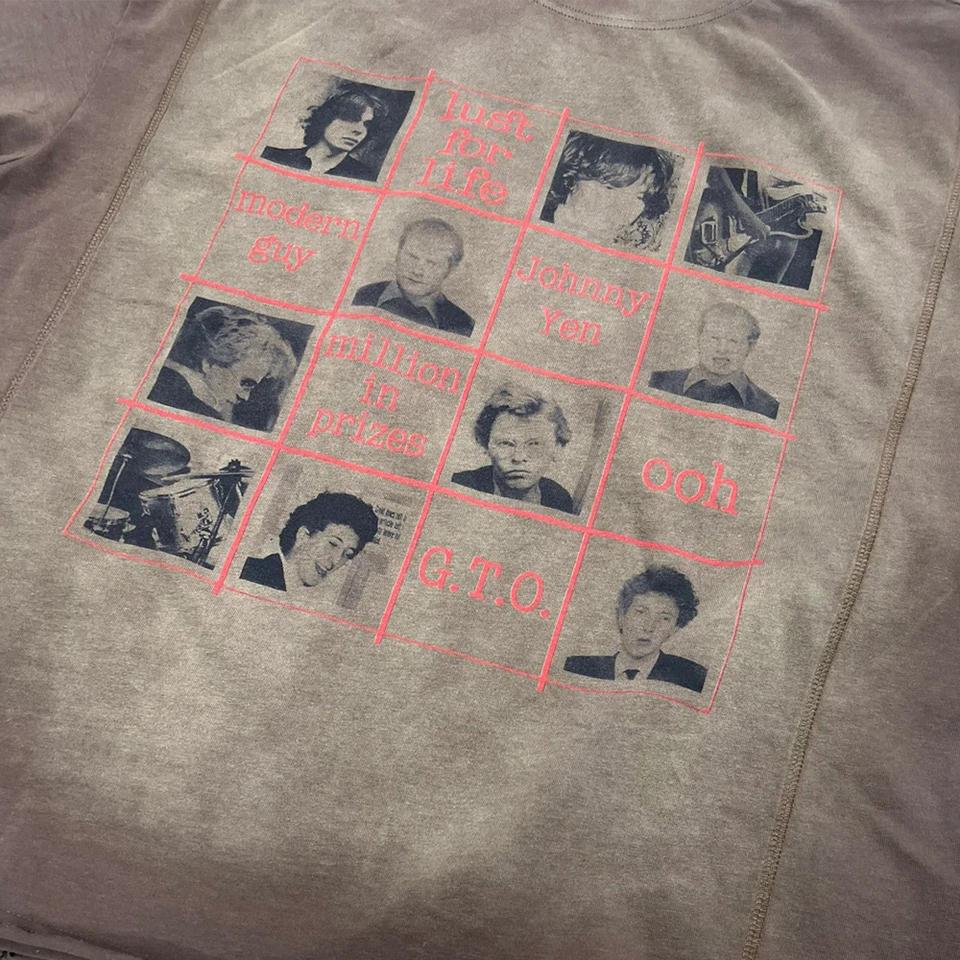 lust
for
life
modern
guy
Johnny
Yen
million
in
prizes
ooh
G.T.O.